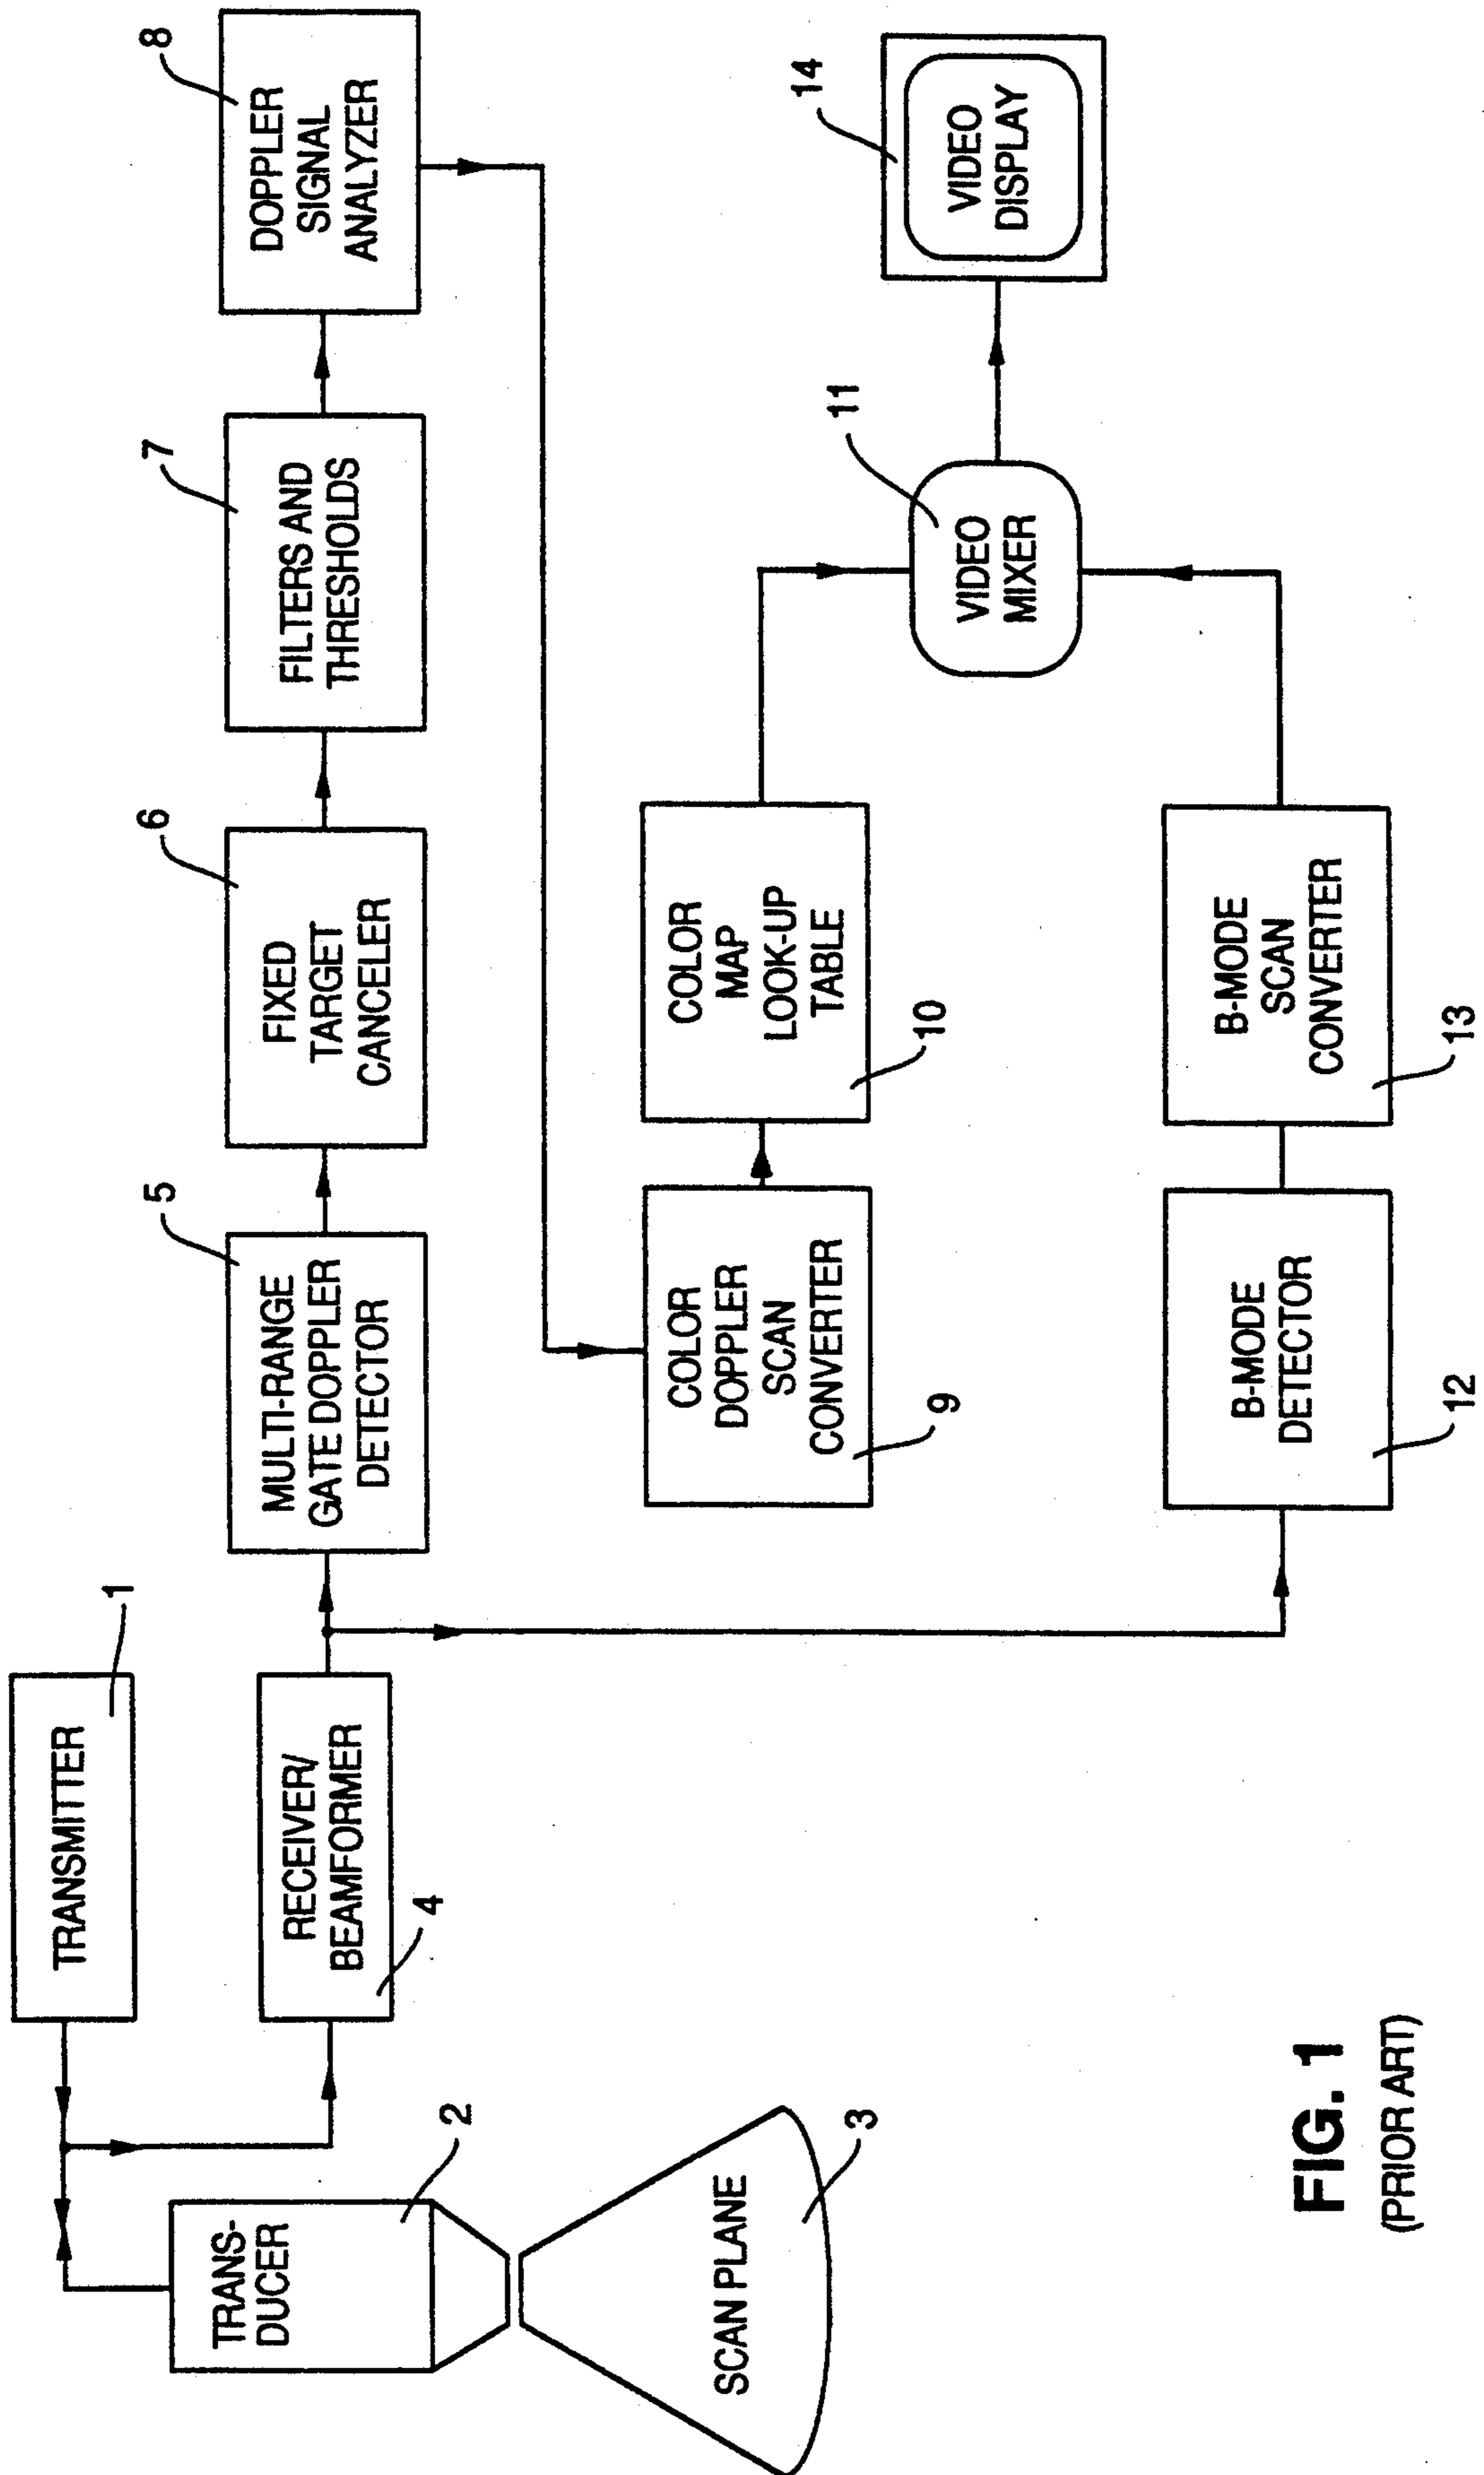 TRANSMITTER
1
TRANS-
DUCER
2
SCAN PLANE
3
RECEIVER/
BEAMFORMER
4
MULTI-RANGE
GATE DOPPLER
DETECTOR
5
FIXED
TARGET
CANCELER
6
FILTERS AND
THRESHOLDS
7
DOPPLER
SIGNAL
ANALYZER
8
COLOR
DOPPLER
SCAN
CONVERTER
9
COLOR
MAP
LOOK-UP
TABLE
10
VIDEO
MIXER
11
B-MODE
DETECTOR
12
B-MODE
SCAN
CONVERTER
13
VIDEO
DISPLAY
14
FIG. 1
(PRIOR ART)